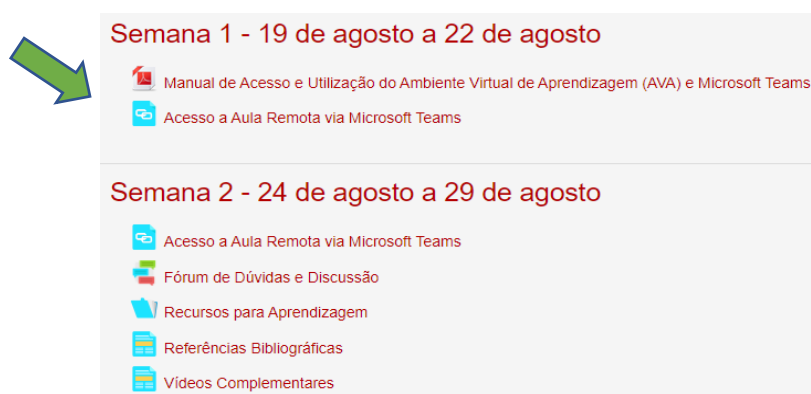 Semana 1 - 19 de agosto a 22 de agosto
Manual de Acesso e Utilização do Ambiente Virtual de Aprendizagem (AVA) e Microsoft Teams
Acesso a Aula Remota via Microsoft Teams
Semana 2 - 24 de agosto a 29 de agosto
Acesso a Aula Remota via Microsoft Teams
Fórum de Dúvidas e Discussão
Recursos para Aprendizagem
Referências Bibliográficas
Vídeos Complementares